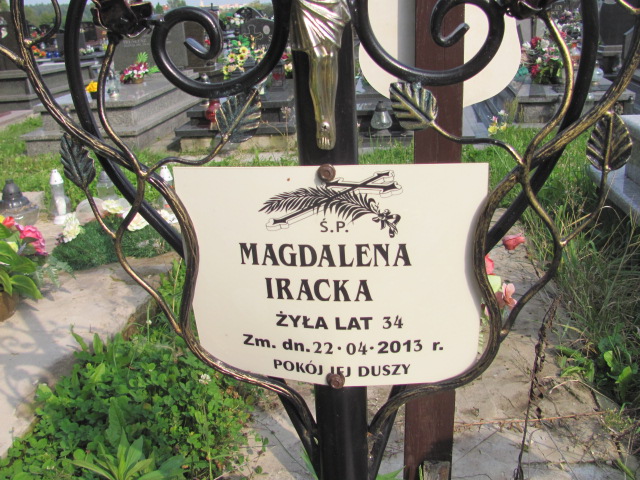 Ś.P.
MAGDALENA
IRACKA
ŻYŁA LAT 34
Zm. dn. 22·04·2013 r.
POKÓJ JEJ DUSZY